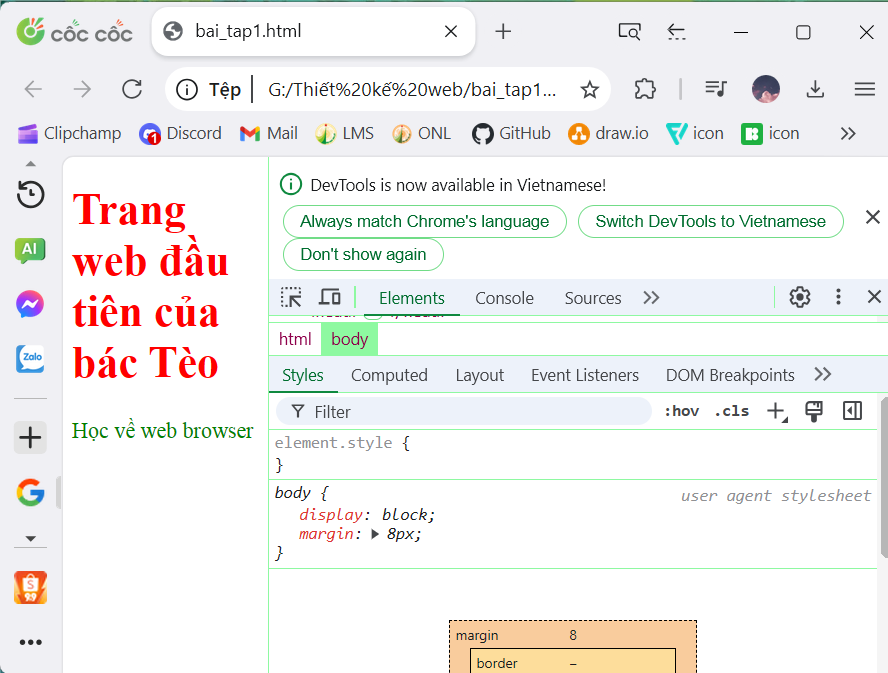 cốc cốc
bai_tap1.html
Tệp
G:/Thiết%20kế%20web/bai_tap1...
Clipchamp
Discord
Mail
LMS
ONL
GitHub
draw.io
icon
icon
AI
Zalo
S
9.9
Trang
web đầu
tiên của
bác Tèo
Học về web browser
DevTools is now available in Vietnamese!
Always match Chrome's language
Switch DevTools to Vietnamese
Don't show again
Elements
Console
Sources
html
body
Styles
Computed
Layout
Event Listeners
DOM Breakpoints
Filter
:hov
.cls
element.style {
}
body {
user agent stylesheet
display: block;
margin: 8px;
}
margin
8
border
–